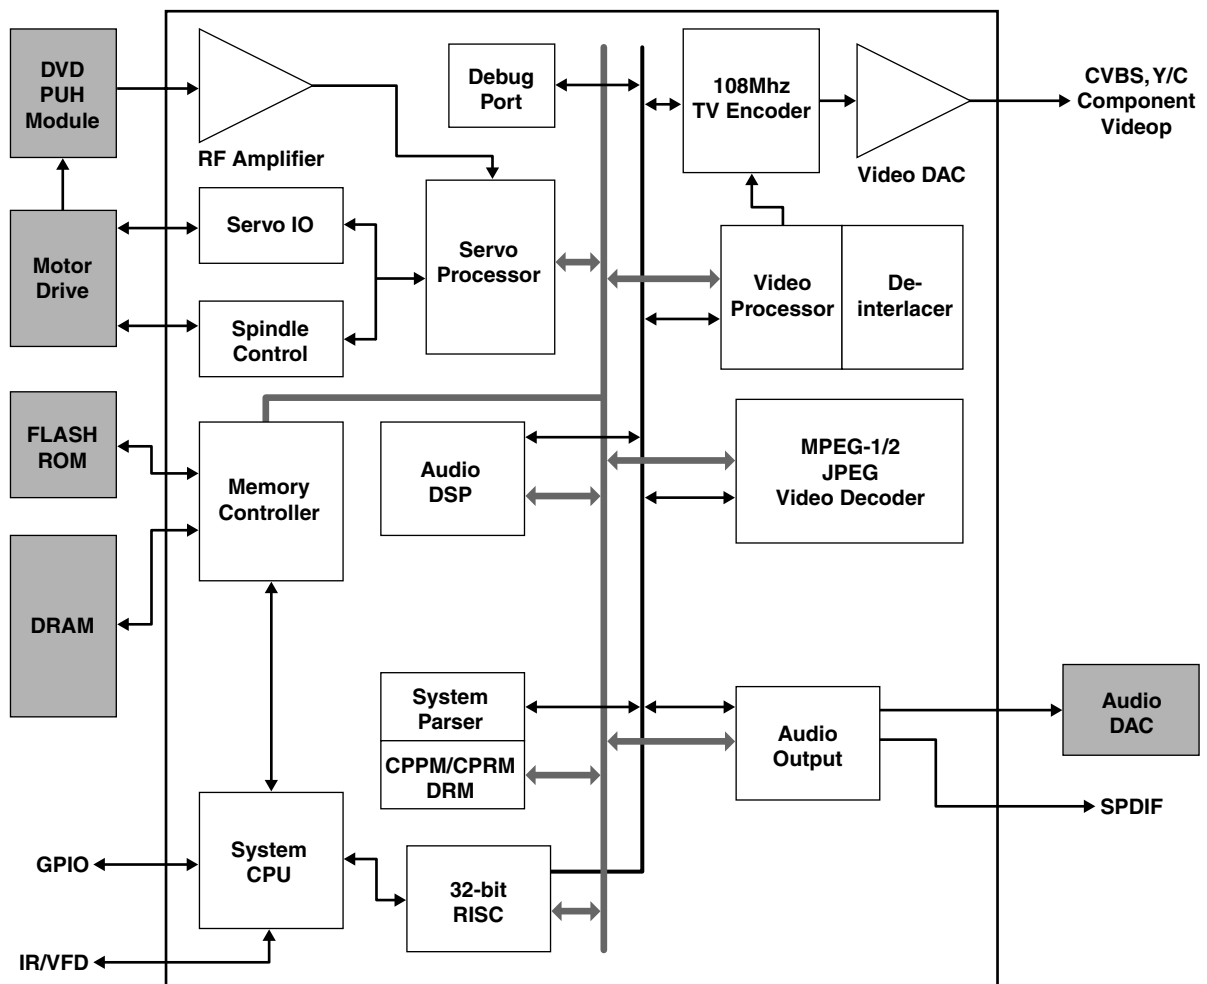 DVD
PUH
Module
RF Amplifier
Debug
Port
108Mhz
TV Encoder
Video DAC
CVBS, Y/C
Component
Videop
Motor
Drive
Servo IO
Spindle
Control
Servo
Processor
Video
Processor
De-
interlacer
FLASH
ROM
DRAM
Memory
Controller
Audio
DSP
MPEG-1/2
JPEG
Video Decoder
System
Parser
CPPM/CPRM
DRM
Audio
Output
Audio
DAC
SPDIF
GPIO
IR/VFD
System
CPU
32-bit
RISC